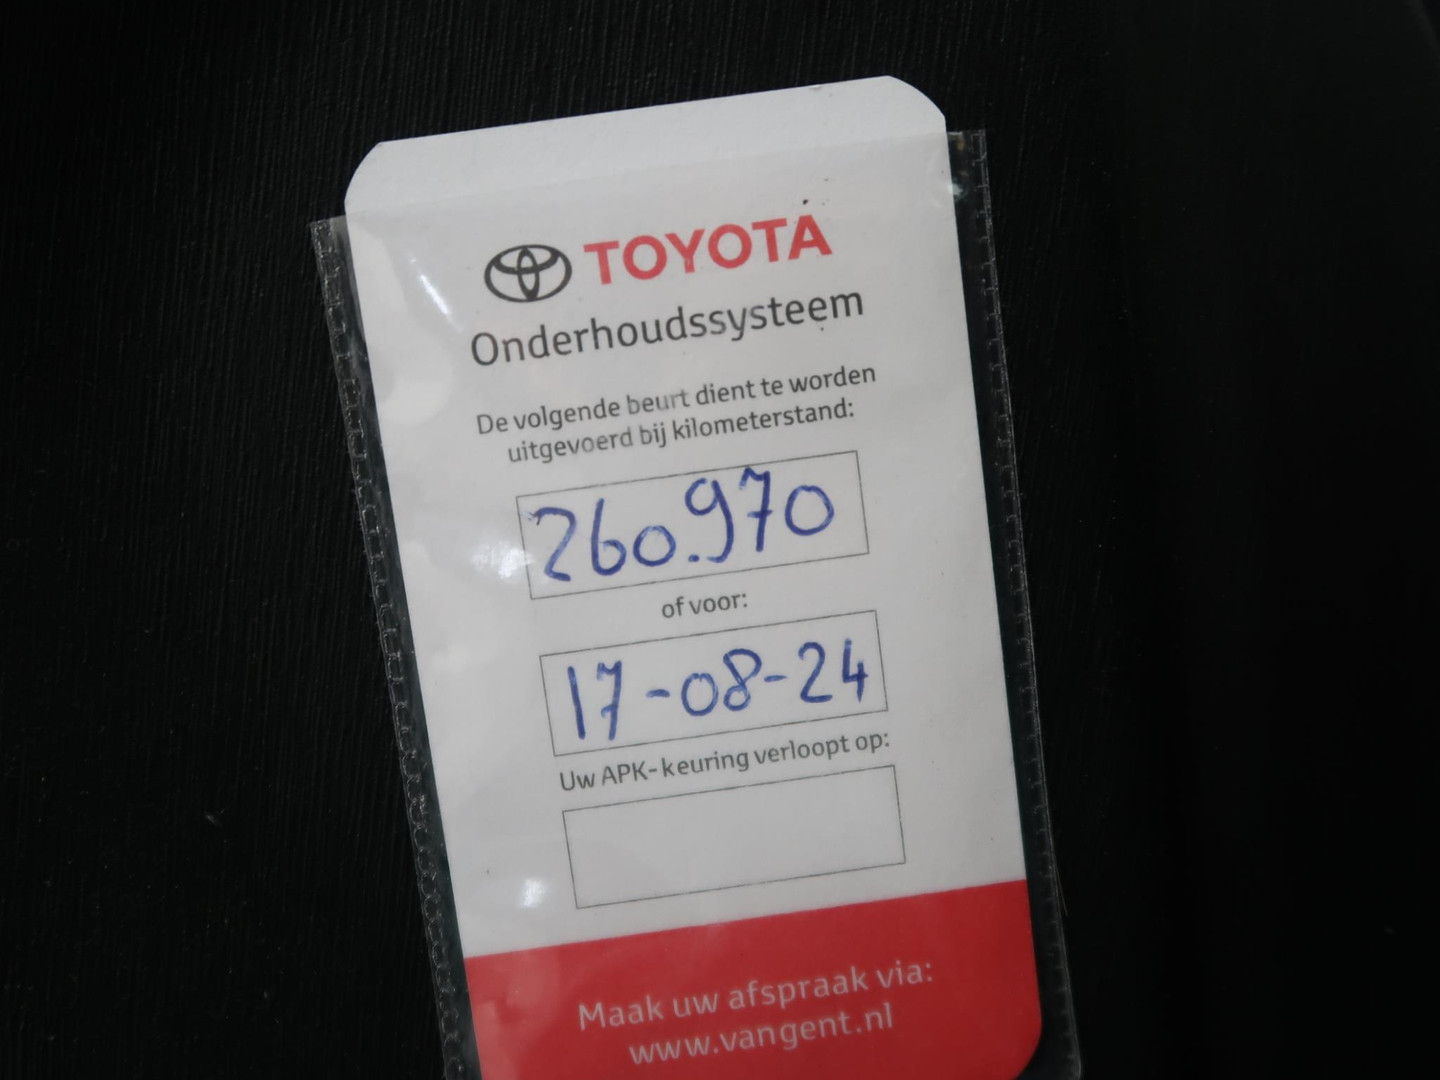 TOYOTA
Onderhoudssysteem
De volgende beurt dient te worden
uitgevoerd bij kilometerstand:
260.970
of voor:
17-08-24
Uw APK-keuring verloopt op:
Maak uw afspraak via:
www.vangent.nl